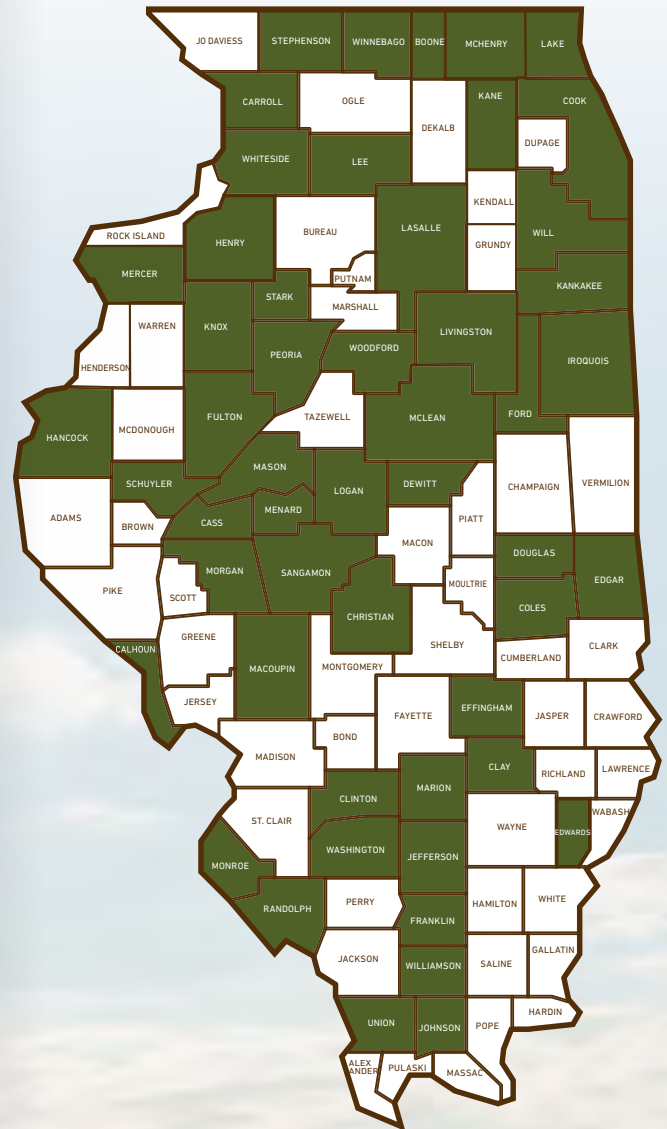 JO DAVIESS
STEPHENSON
WINNEBAGO
BOONE
MCHENRY
LAKE
CARROLL
OGLE
DEKALB
KANE
COOK
DUPAGE
WHITESIDE
LEE
KENDALL
ROCK ISLAND
HENRY
BUREAU
LASALLE
GRUNDY
WILL
MERCER
PUTNAM
KANKAKEE
STARK
MARSHALL
HENDERSON
WARREN
KNOX
PEORIA
WOODFORD
LIVINGSTON
IROQUOIS
HANCOCK
MCDONOUGH
FULTON
TAZEWELL
MCLEAN
FORD
SCHUYLER
MASON
LOGAN
DEWITT
CHAMPAIGN
VERMILION
ADAMS
BROWN
CASS
MENARD
MACON
PIATT
PIKE
SCOTT
MORGAN
SANGAMON
CHRISTIAN
MOULTRIE
DOUGLAS
EDGAR
COLES
CALHOUN
GREENE
MACOUPIN
MONTGOMERY
SHELBY
CUMBERLAND
CLARK
JERSEY
MADISON
BOND
FAYETTE
EFFINGHAM
JASPER
CRAWFORD
ST. CLAIR
CLINTON
MARION
CLAY
RICHLAND
LAWRENCE
MONROE
WASHINGTON
JEFFERSON
WAYNE
EDWARDS
WABASH
RANDOLPH
PERRY
FRANKLIN
HAMILTON
WHITE
JACKSON
WILLIAMSON
SALINE
GALLATIN
UNION
JOHNSON
POPE
HARDIN
ALEX
ANDER
PULASKI
MASSAC